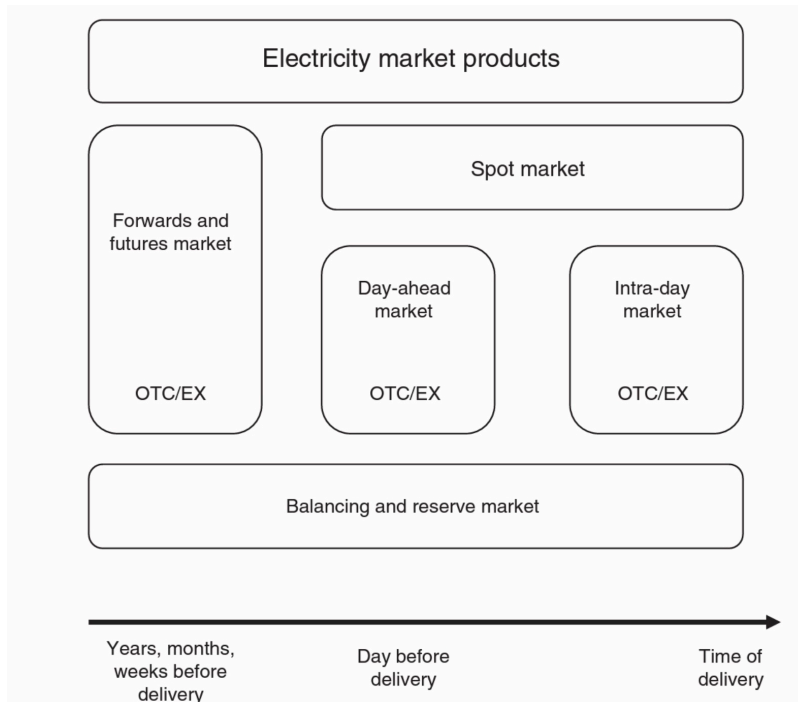 Electricity market products
Spot market
Forwards and
futures market
Day-ahead
market
Intra-day
market
OTC/EX
OTC/EX
OTC/EX
Balancing and reserve market
Years, months,
weeks before
delivery
Day before
delivery
Time of
delivery